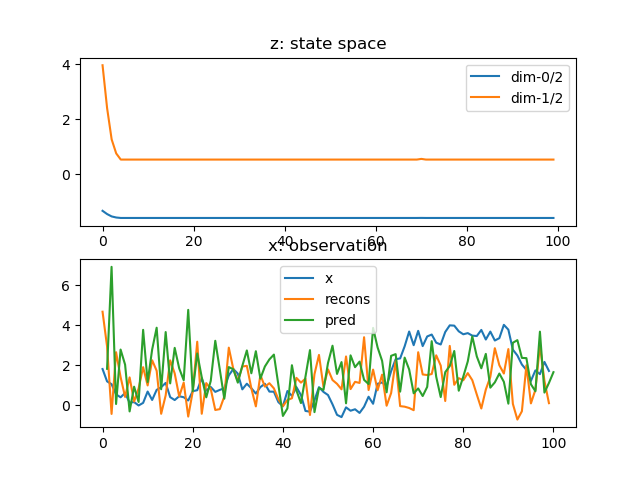 z: state space
4
2
0
dim-0/2
dim-1/2
0 20 40 60 80 100
x: observation
6
4
2
0
x
recons
pred
0 20 40 60 80 100